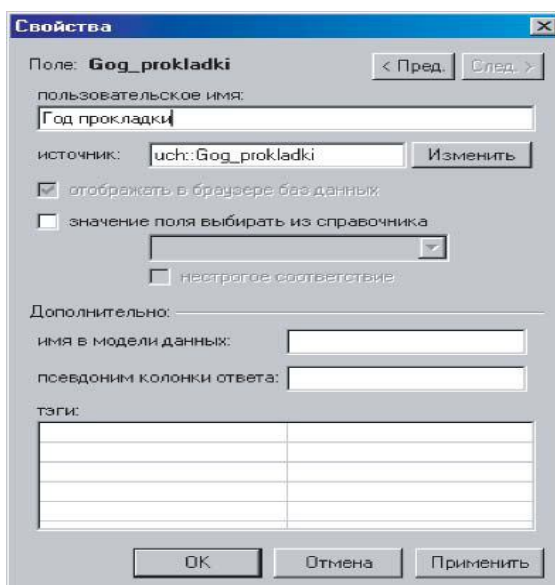 Свойства
Поле: Gog_prokladki
< Пред.
След. >
пользовательское имя:
Год прокладки
источник: uch::Gog_prokladki
Изменить
отображать в браузере баз данных
значение поля выбирать из справочника
нестрогое соответствие
Дополнительно:
имя в модели данных:
псевдоним колонки ответа:
тэги:
ОК
Отмена
Применить